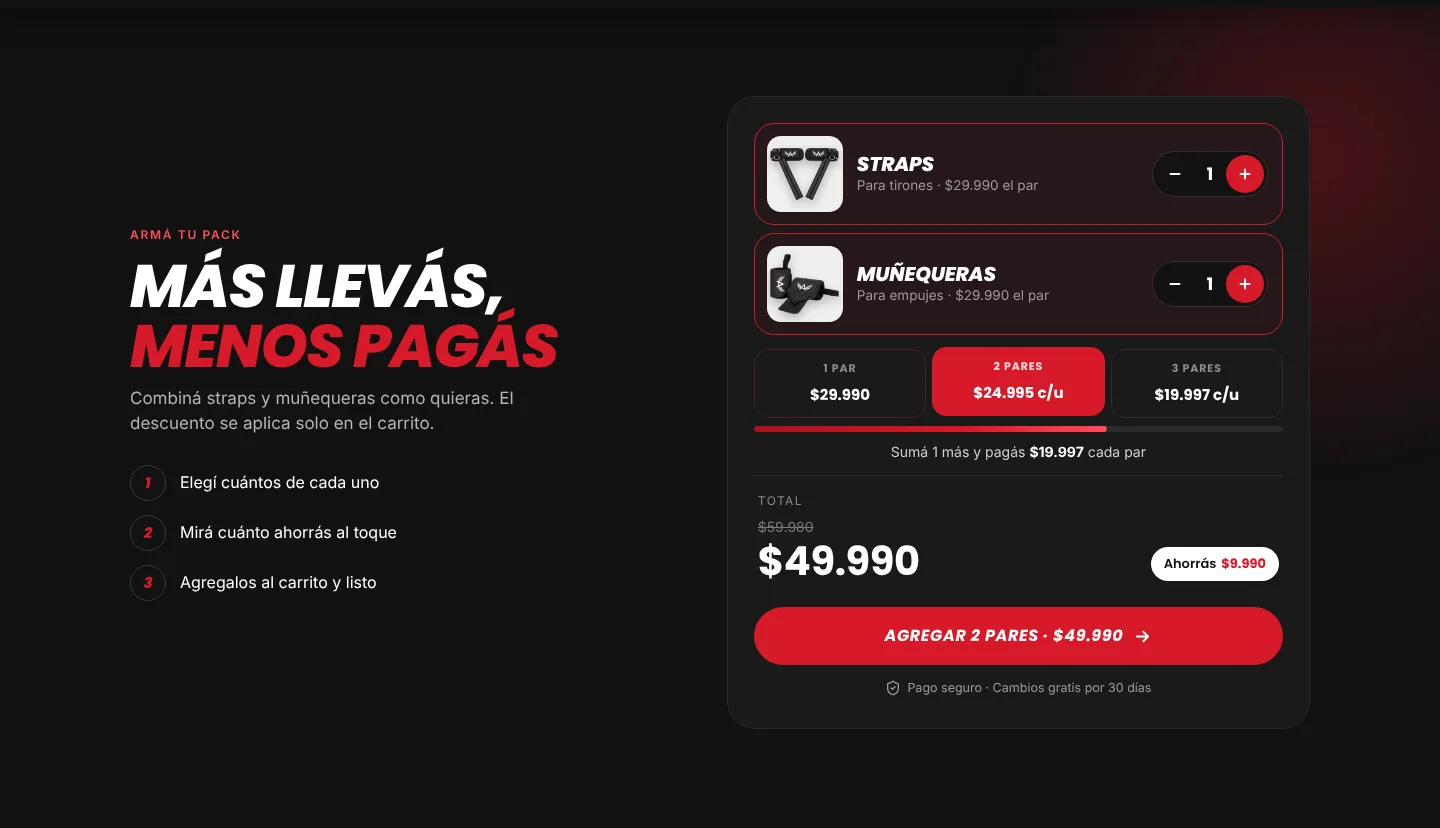 ARMÁ TU PACK
MÁS LLEVÁS,
MENOS PAGÁS
Combiná straps y muñequeras como quieras. El
descuento se aplica solo en el carrito.
1 Elegí cuántos de cada uno
2 Mirá cuánto ahorrás al toque
3 Agregalos al carrito y listo
STRAPS
Para tirones · $29.990 el par
− 1 +
MUÑEQUERAS
Para empujes · $29.990 el par
− 1 +
1 PAR
$29.990
2 PARES
$24.995 c/u
3 PARES
$19.997 c/u
Sumá 1 más y pagás $19.997 cada par
TOTAL
$59.980
$49.990
Ahorrás $9.990
AGREGAR 2 PARES · $49.990 →
Pago seguro · Cambios gratis por 30 días